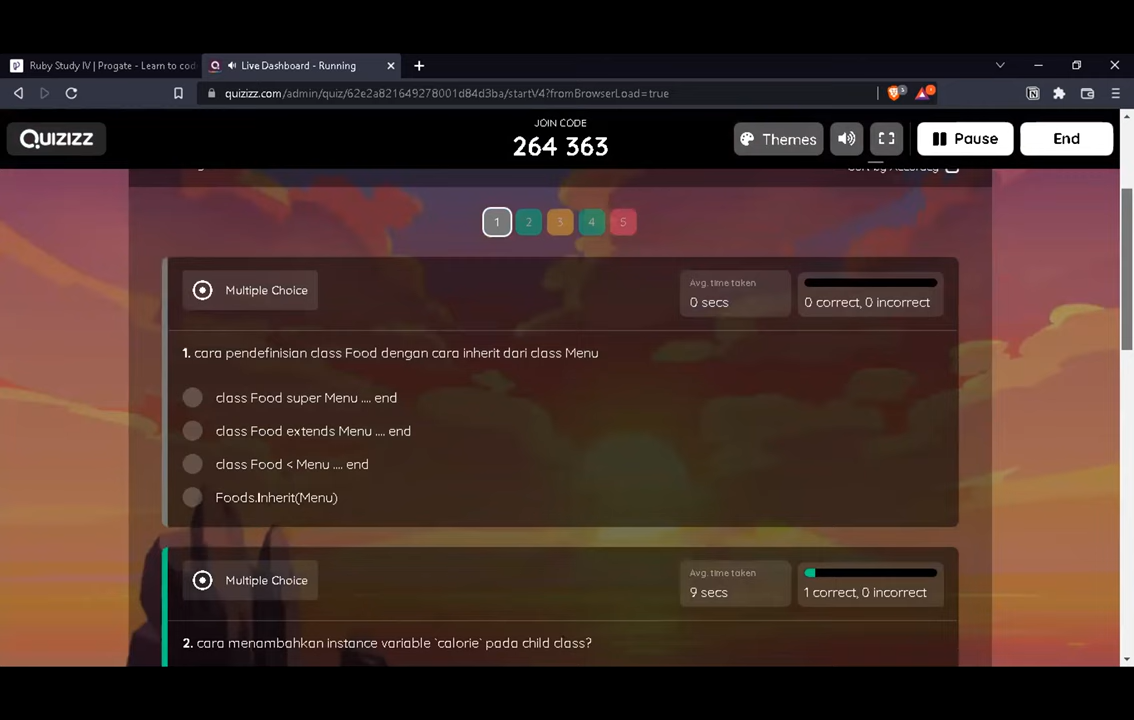 Ruby Study IV | Progate - Learn to cod
Live Dashboard - Running
quizizz.com/admin/quiz/62e2a821649278001d84d3ba/startV4?fromBrowserLoad=true
Quizizz
JOIN CODE
264 363
Themes
Pause
End
Sort by Accuracy
1 2 3 4 5
Multiple Choice
Avg. time taken
0 secs
0 correct, 0 incorrect
1. cara pendefinisian class Food dengan cara inherit dari class Menu
class Food super Menu .... end
class Food extends Menu .... end
class Food < Menu .... end
Foods.Inherit(Menu)
Multiple Choice
Avg. time taken
9 secs
1 correct, 0 incorrect
2. cara menambahkan instance variable `calorie` pada child class?